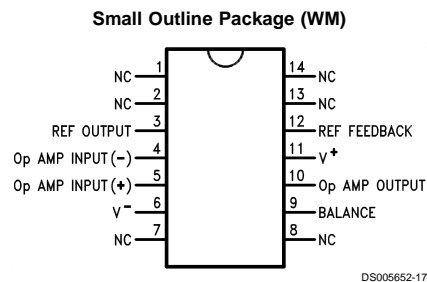 Small Outline Package (WM)
NC 1 14 NC
NC 2 13 NC
REF OUTPUT 3 12 REF FEEDBACK
Op AMP INPUT(-) 4 11 V+
Op AMP INPUT(+) 5 10 Op AMP OUTPUT
V- 6 9 BALANCE
NC 7 8 NC
DS005652-17